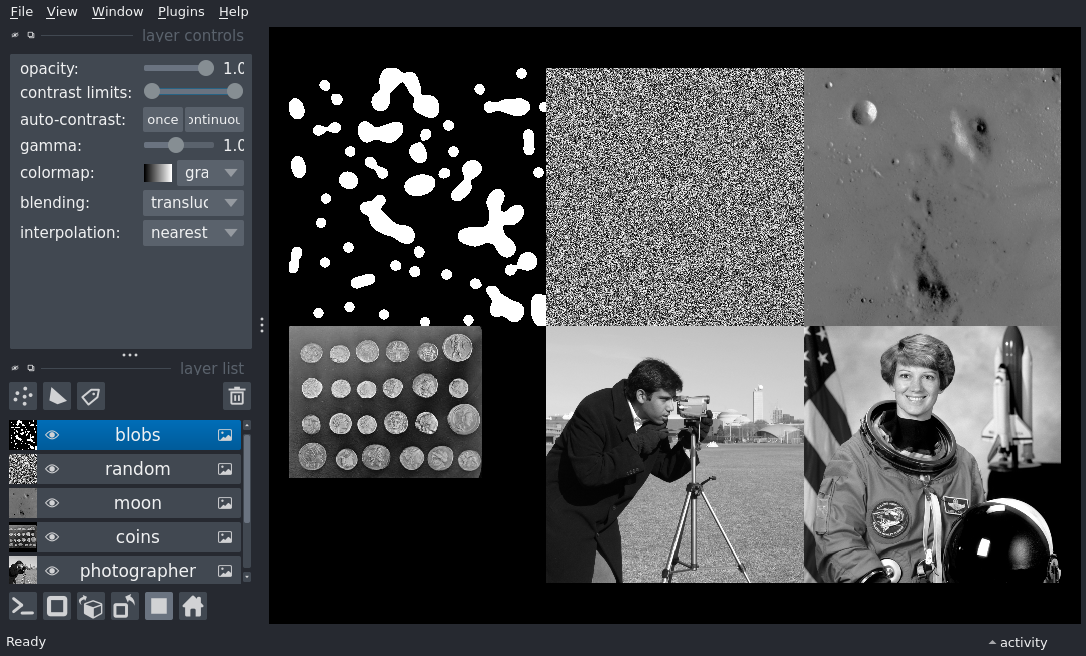 File View Window Plugins Help
layer controls
opacity: 1.0
contrast limits:
auto-contrast: once ontinuou
gamma: 1.0
colormap: gra
blending: transluc
interpolation: nearest
layer list
blobs
random
moon
coins
photographer
Ready
activity